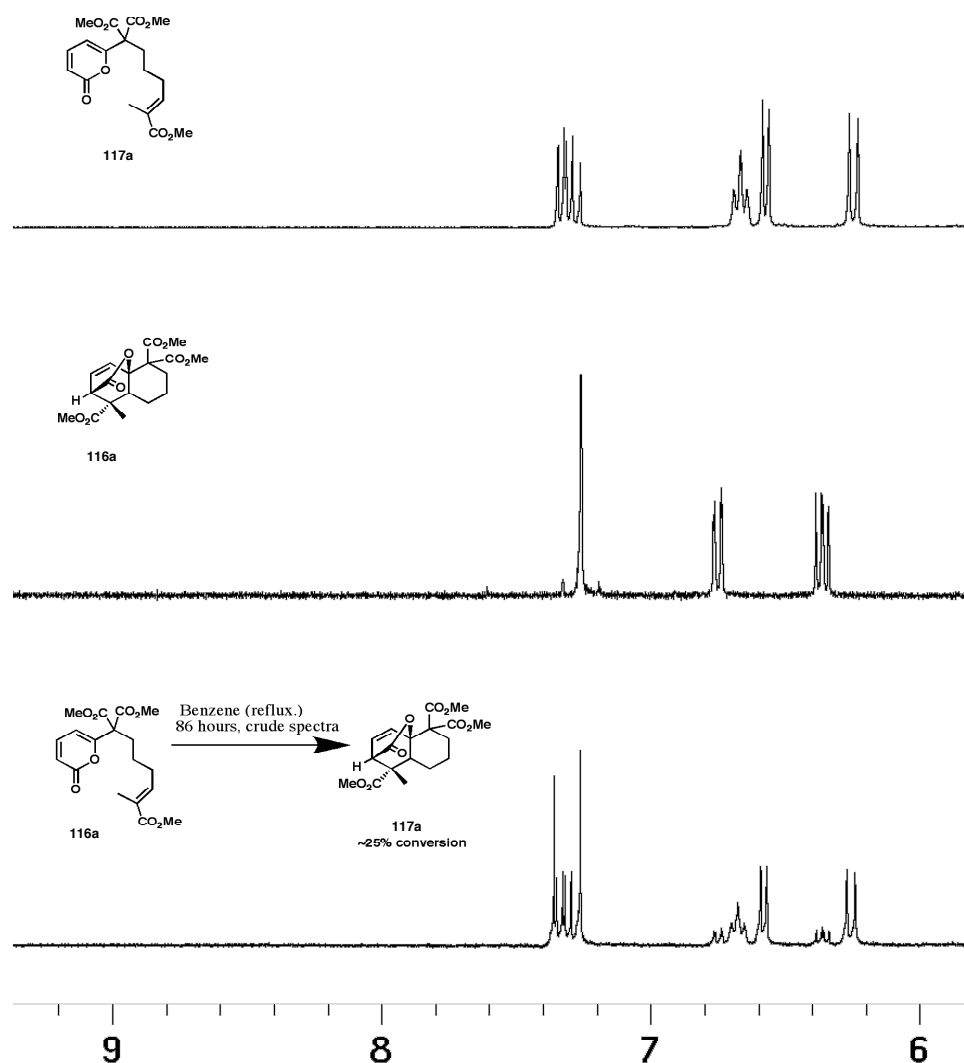 MeO₂C CO₂Me
O
O
CO₂Me
117a
CO₂Me
O
CO₂Me
O
H
MeO₂C
116a
MeO₂C CO₂Me
O
O
CO₂Me
116a
Benzene (reflux.)
86 hours, crude spectra
CO₂Me
O
CO₂Me
O
H
MeO₂C
117a
~25% conversion
9 8 7 6